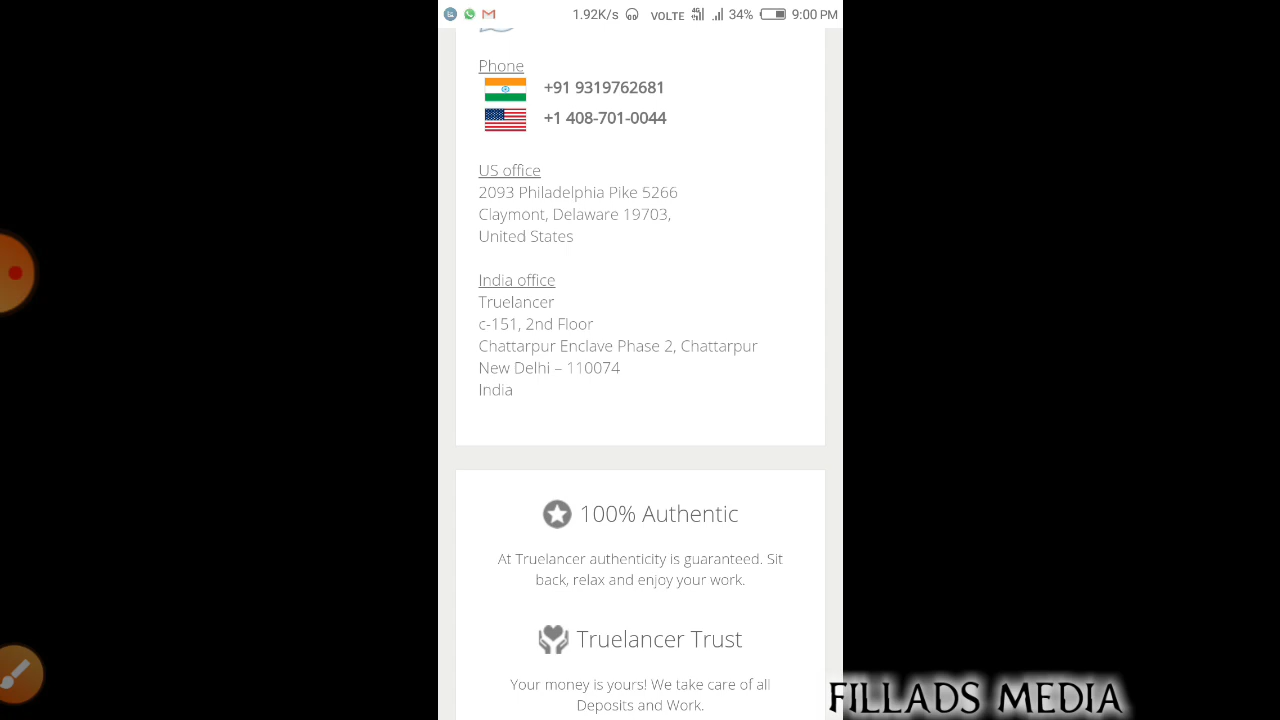 1.92K/s VOLTE 34% 9:00 PM
Phone
+91 9319762681
+1 408-701-0044
US office
2093 Philadelphia Pike 5266
Claymont, Delaware 19703,
United States
India office
Truelancer
c-151, 2nd Floor
Chattarpur Enclave Phase 2, Chattarpur
New Delhi – 110074
India
100% Authentic
At Truelancer authenticity is guaranteed. Sit
back, relax and enjoy your work.
Truelancer Trust
Your money is yours! We take care of all
Deposits and Work.
FILLADS MEDIA